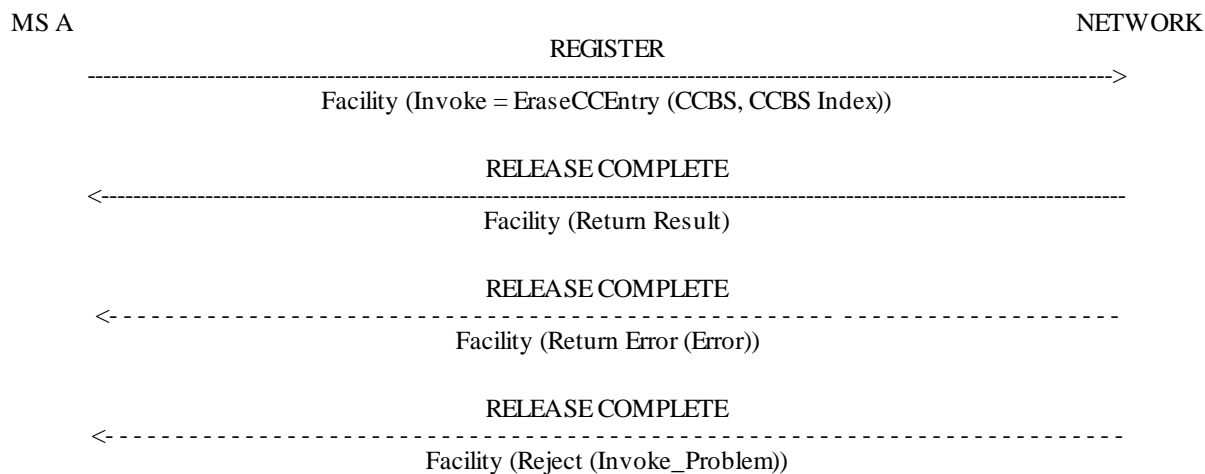 MS A NETWORK
REGISTER
Facility (Invoke = EraseCCEntry (CCBS, CCBS Index))
RELEASE COMPLETE
Facility (Return Result)
RELEASE COMPLETE
Facility (Return Error (Error))
RELEASE COMPLETE
Facility (Reject (Invoke_Problem))